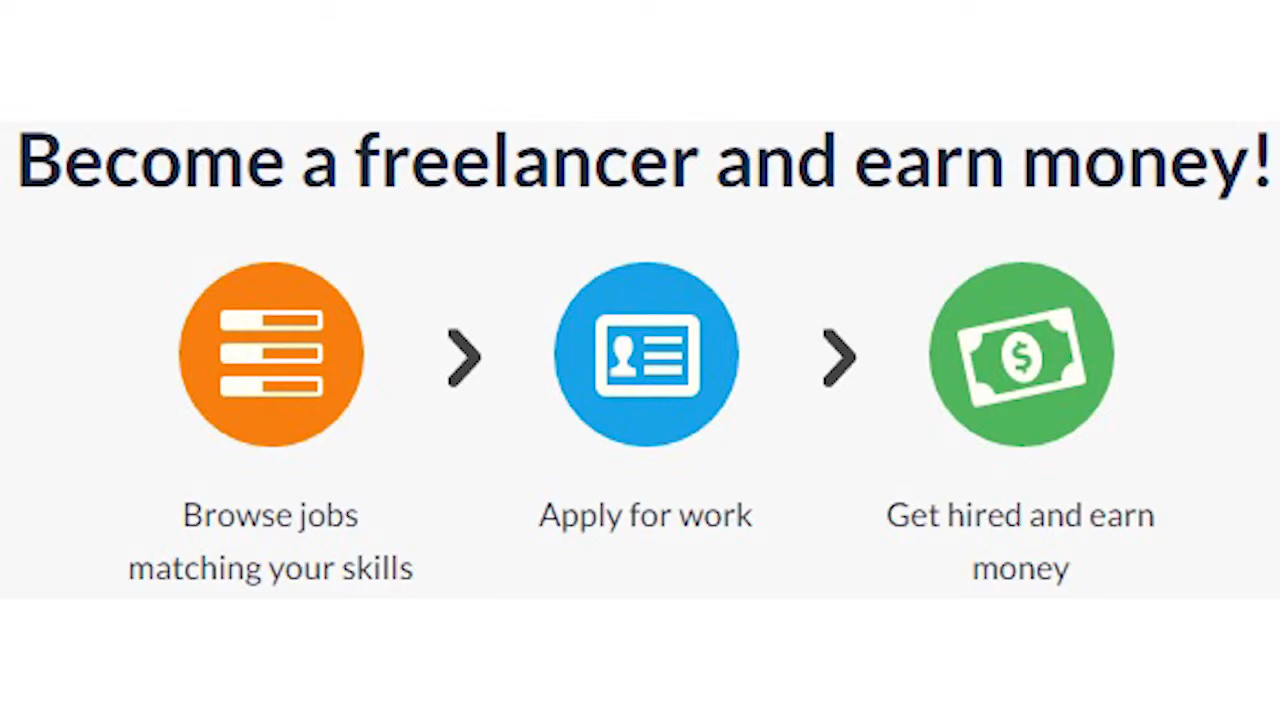 Become a freelancer and earn money!
Browse jobs
matching your skills
Apply for work
Get hired and earn
money